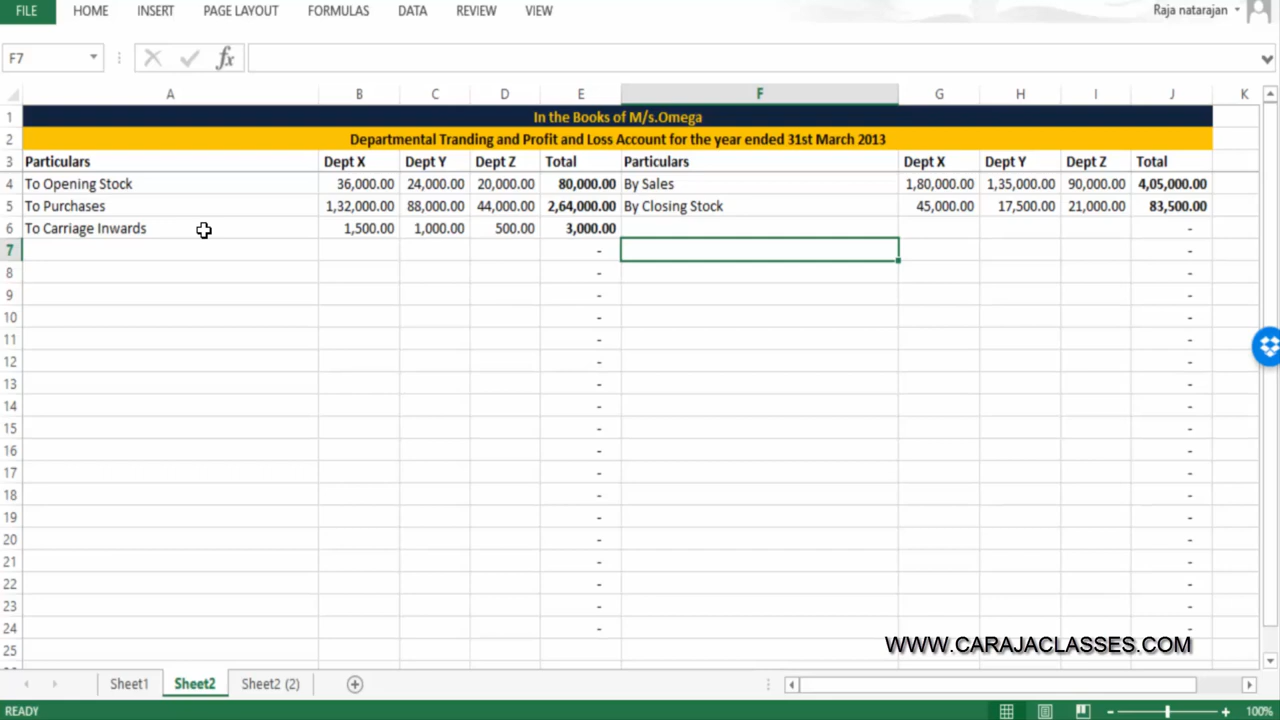 FILE HOME INSERT PAGE LAYOUT FORMULAS DATA REVIEW VIEW Raja natarajan
F7 fx
A B C D E F G H I J K
1 In the Books of M/s.Omega
2 Departmental Tranding and Profit and Loss Account for the year ended 31st March 2013
3 Particulars Dept X Dept Y Dept Z Total Particulars Dept X Dept Y Dept Z Total
4 To Opening Stock 36,000.00 24,000.00 20,000.00 80,000.00 By Sales 1,80,000.00 1,35,000.00 90,000.00 4,05,000.00
5 To Purchases 1,32,000.00 88,000.00 44,000.00 2,64,000.00 By Closing Stock 45,000.00 17,500.00 21,000.00 83,500.00
6 To Carriage Inwards 1,500.00 1,000.00 500.00 3,000.00 -
7 - -
8 - -
9 - -
10 - -
11 - -
12 - -
13 - -
14 - -
15 - -
16 - -
17 - -
18 - -
19 - -
20 - -
21 - -
22 - -
23 - -
24 - -
25
WWW.CARAJACLASSES.COM
Sheet1 Sheet2 Sheet2 (2)
READY 100%